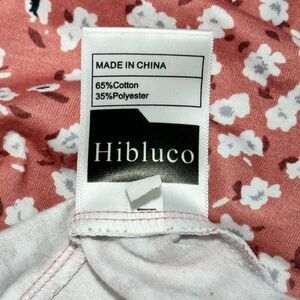 MADE IN CHINA
65%Cotton
35%Polyester
Hibluco